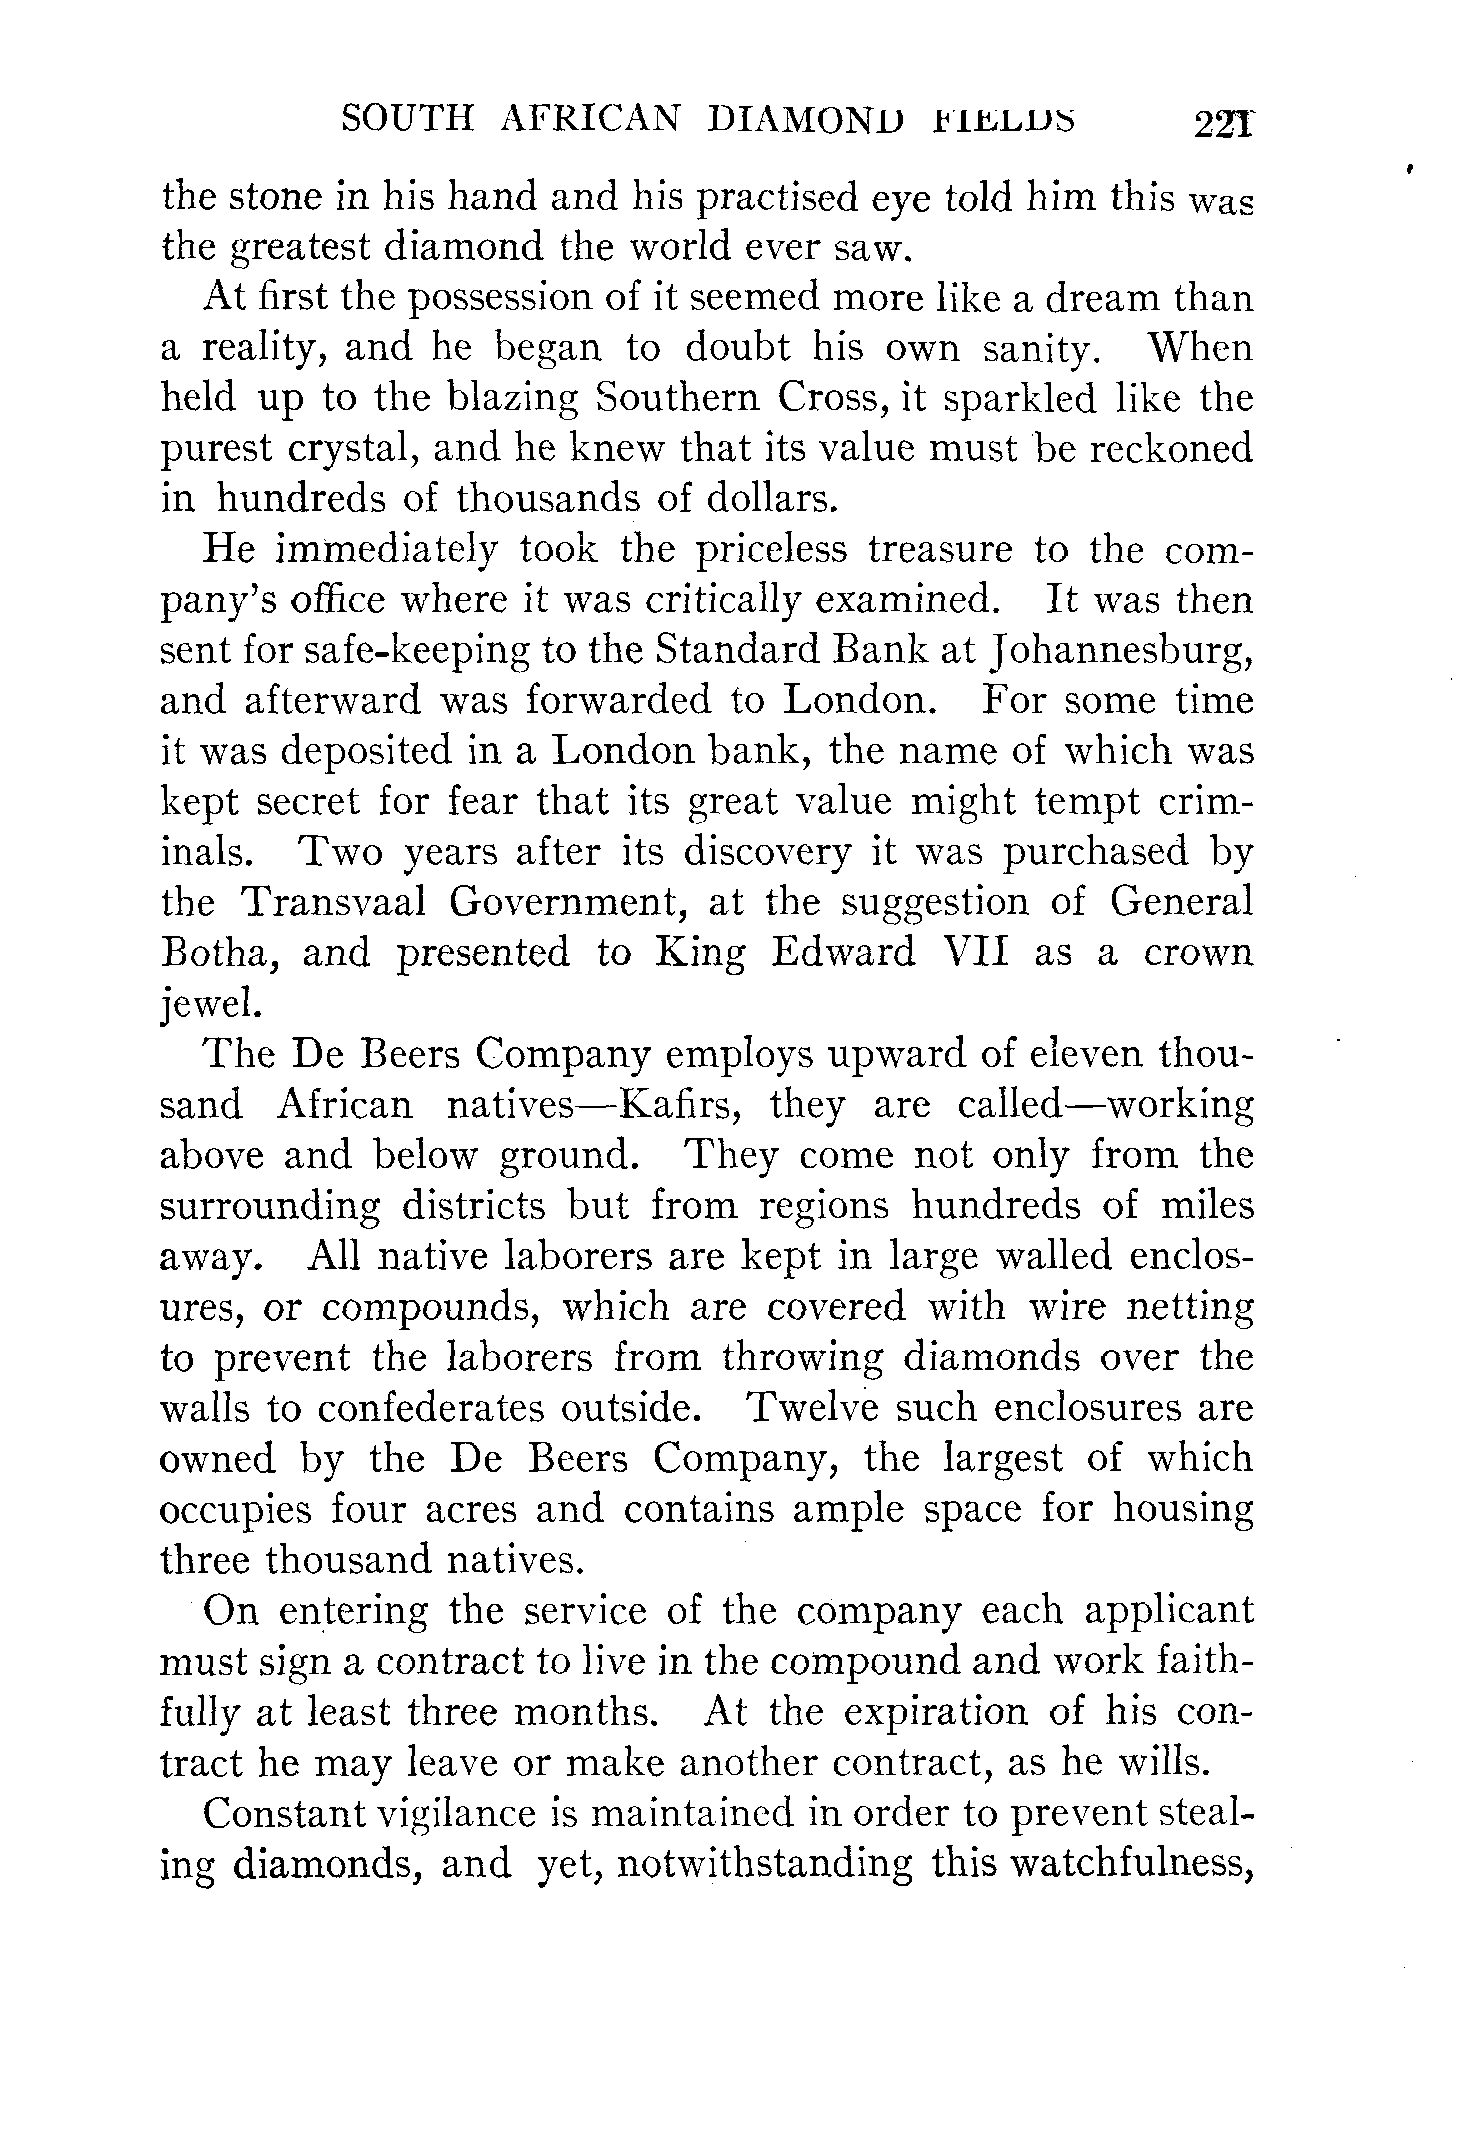 SOUTH AFRICAN DIAMOND FIELDS 221
the stone in his hand and his practised eye told him this was
the greatest diamond the world ever saw.
At first the possession of it seemed more like a dream than
a reality, and he began to doubt his own sanity. When
held up to the blazing Southern Cross, it sparkled like the
purest crystal, and he knew that its value must be reckoned
in hundreds of thousands of dollars.
He immediately took the priceless treasure to the com-
pany's office where it was critically examined. It was then
sent for safe-keeping to the Standard Bank at Johannesburg,
and afterward was forwarded to London. For some time
it was deposited in a London bank, the name of which was
kept secret for fear that its great value might tempt crim-
inals. Two years after its discovery it was purchased by
the Transvaal Government, at the suggestion of General
Botha, and presented to King Edward VII as a crown
jewel.
The De Beers Company employs upward of eleven thou-
sand African natives—Kafirs, they are called—working
above and below ground. They come not only from the
surrounding districts but from regions hundreds of miles
away. All native laborers are kept in large walled enclos-
ures, or compounds, which are covered with wire netting
to prevent the laborers from throwing diamonds over the
walls to confederates outside. Twelve such enclosures are
owned by the De Beers Company, the largest of which
occupies four acres and contains ample space for housing
three thousand natives.
On entering the service of the company each applicant
must sign a contract to live in the compound and work faith-
fully at least three months. At the expiration of his con-
tract he may leave or make another contract, as he wills.
Constant vigilance is maintained in order to prevent steal-
ing diamonds, and yet, notwithstanding this watchfulness,